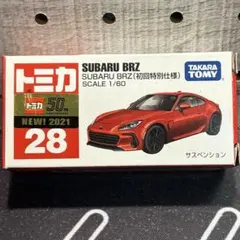 トミカ
トミカ 50th
NEW! 2021
28
SUBARU BRZ
SUBARU BRZ(初回特別仕様)
SCALE 1/60
TAKARA TOMY
サスペンション